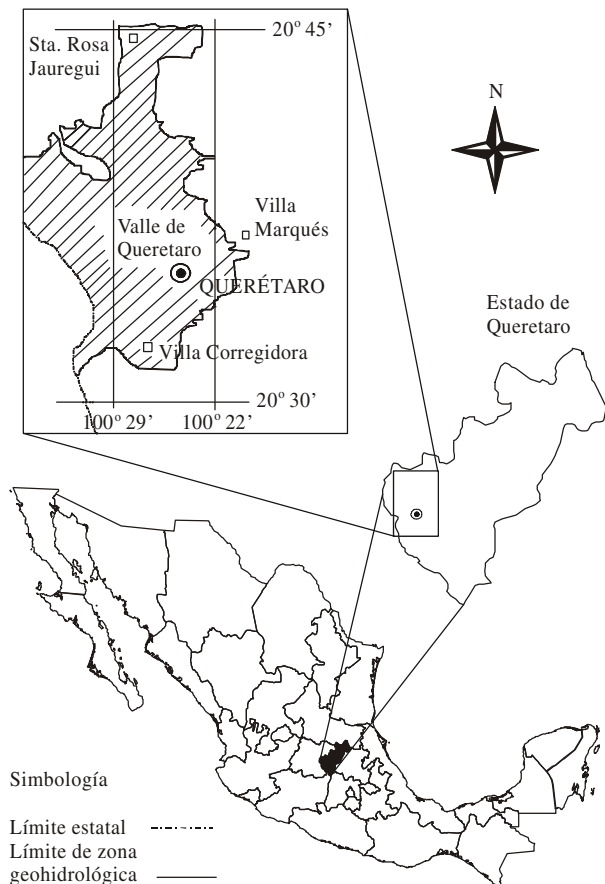 20° 45'
Sta. Rosa
Jauregui
N
Villa
Marqués
Valle de
Queretaro
QUERÉTARO
Estado de
Queretaro
Villa Corregidora
20° 30'
100° 29' 100° 22'
Simbología
Límite estatal
Límite de zona
geohidrológica